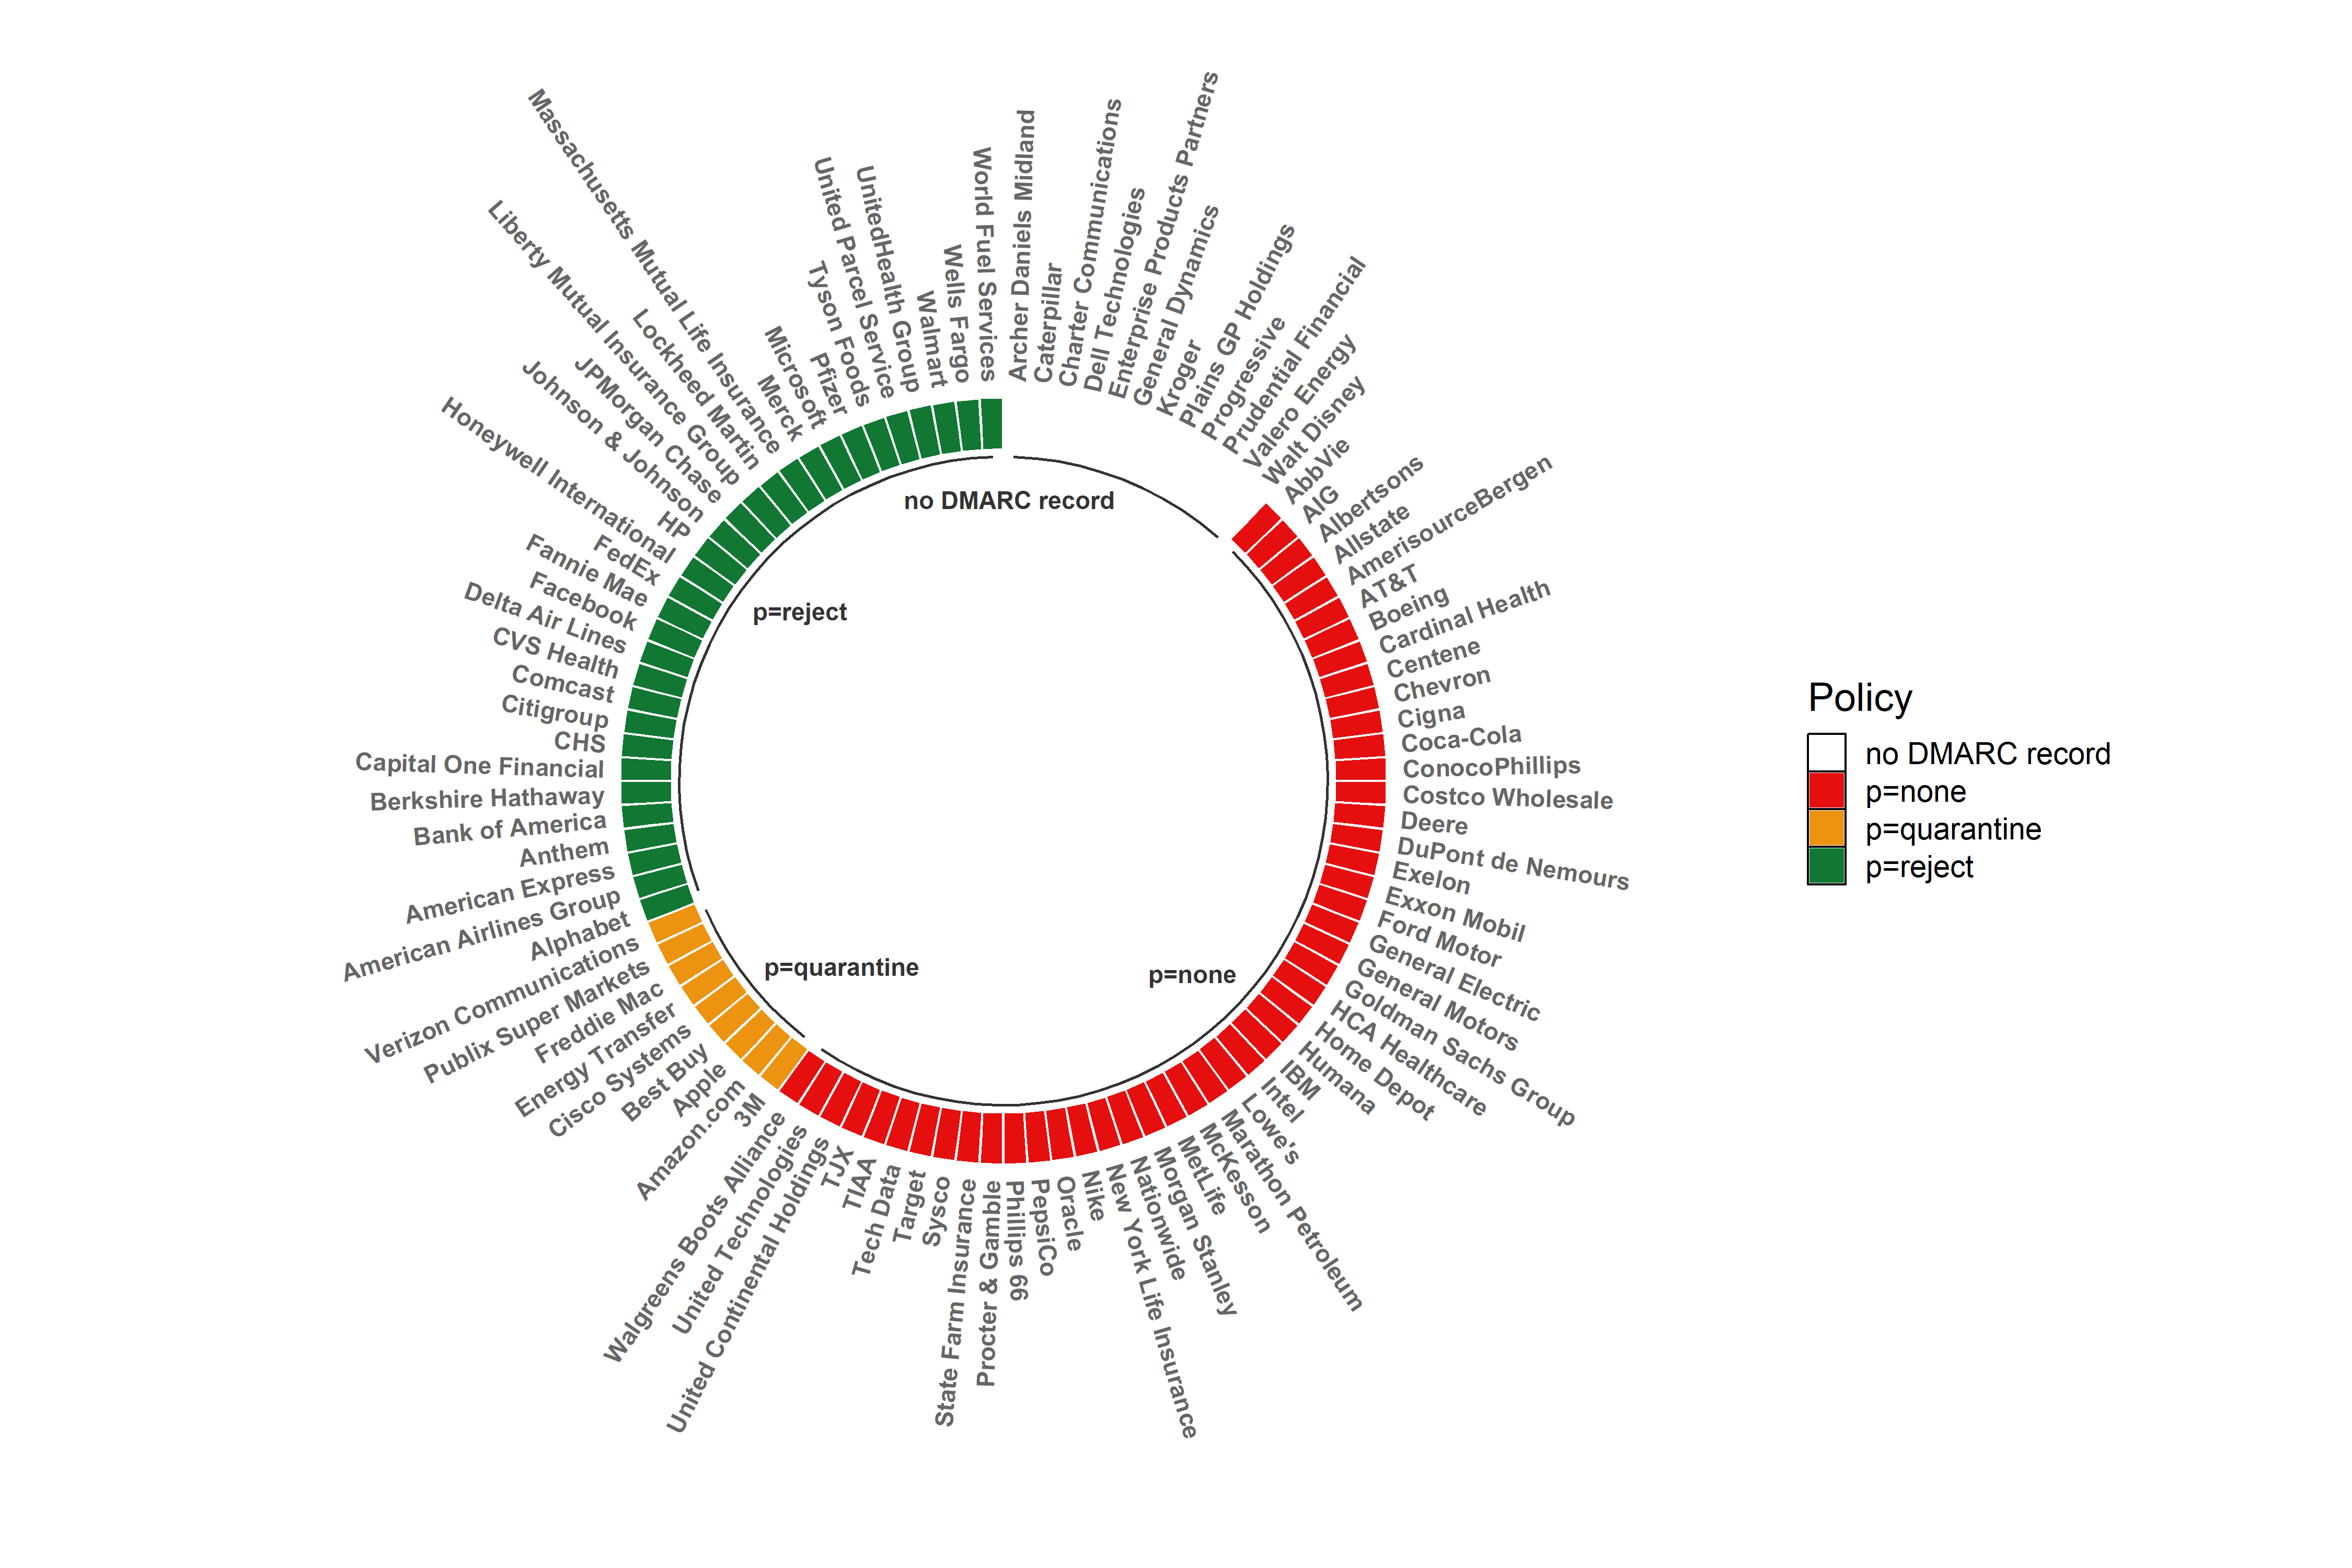 Archer Daniels Midland
Caterpillar
Charter Communications
Dell Technologies
Enterprise Products Partners
General Dynamics
Kroger
Plains GP Holdings
Progressive
Prudential Financial
Valero Energy
Walt Disney
AbbVie
AIG
Albertsons
Allstate
AmerisourceBergen
AT&T
Boeing
Cardinal Health
Centene
Chevron
Cigna
Coca-Cola
ConocoPhillips
Costco Wholesale
Deere
DuPont de Nemours
Exelon
Exxon Mobil
Ford Motor
General Electric
General Motors
Goldman Sachs Group
HCA Healthcare
Home Depot
Humana
IBM
Intel
Lowe's
Marathon Petroleum
McKesson
MetLife
Morgan Stanley
Nationwide
New York Life Insurance
Nike
Oracle
PepsiCo
Phillips 66
Procter & Gamble
State Farm Insurance
Sysco
Target
Tech Data
TIAA
TJX
United Continental Holdings
United Technologies
Walgreens Boots Alliance
3M
Amazon.com
Apple
Best Buy
Cisco Systems
Energy Transfer
Freddie Mac
Publix Super Markets
Verizon Communications
Alphabet
American Airlines Group
American Express
Anthem
Bank of America
Berkshire Hathaway
Capital One Financial
CHS
Citigroup
Comcast
CVS Health
Delta Air Lines
Facebook
Fannie Mae
FedEx
Honeywell International
HP
Johnson & Johnson
JPMorgan Chase
Liberty Mutual Insurance Group
Lockheed Martin
Massachusetts Mutual Life Insurance
Merck
Microsoft
Pfizer
Tyson Foods
United Parcel Service
UnitedHealth Group
Walmart
Wells Fargo
World Fuel Services
no DMARC record
p=reject
p=quarantine
p=none
Policy
no DMARC record
p=none
p=quarantine
p=reject